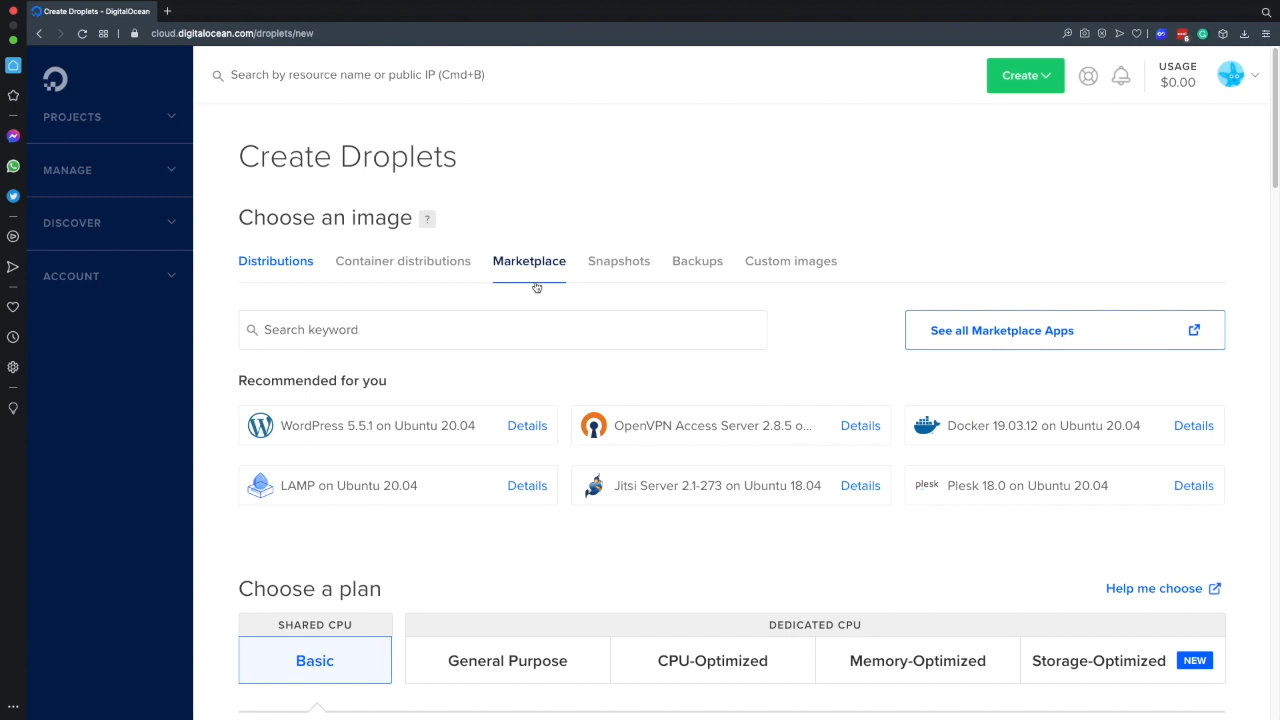 Create Droplets - DigitalOcean
cloud.digitalocean.com/droplets/new
6
PROJECTS
MANAGE
DISCOVER
ACCOUNT
Search by resource name or public IP (Cmd+B)
Create
USAGE
$0.00
Create Droplets
Choose an image ?
Distributions Container distributions Marketplace Snapshots Backups Custom images
Search keyword
See all Marketplace Apps
Recommended for you
WordPress 5.5.1 on Ubuntu 20.04 Details
OpenVPN Access Server 2.8.5 o... Details
Docker 19.03.12 on Ubuntu 20.04 Details
LAMP on Ubuntu 20.04 Details
Jitsi Server 2.1-273 on Ubuntu 18.04 Details
plesk Plesk 18.0 on Ubuntu 20.04 Details
Choose a plan
Help me choose
SHARED CPU
DEDICATED CPU
Basic
General Purpose
CPU-Optimized
Memory-Optimized
Storage-Optimized NEW